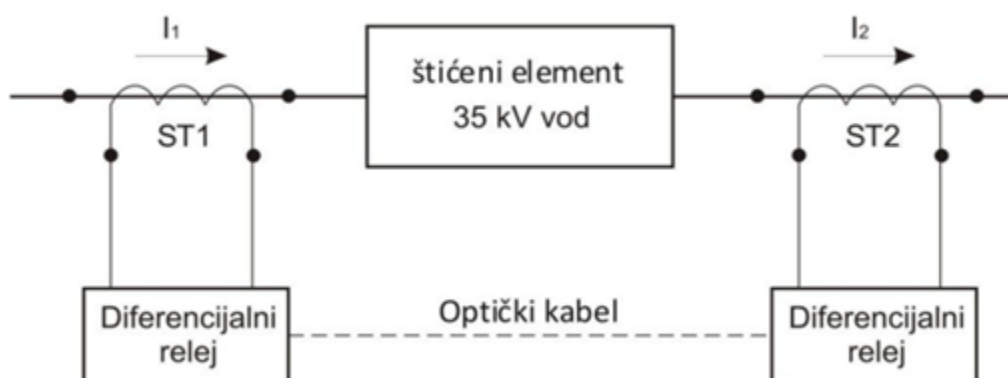 I₁
I₂
štićeni element
35 kV vod
ST1
ST2
Diferencijalni
relej
Optički kabel
Diferencijalni
relej